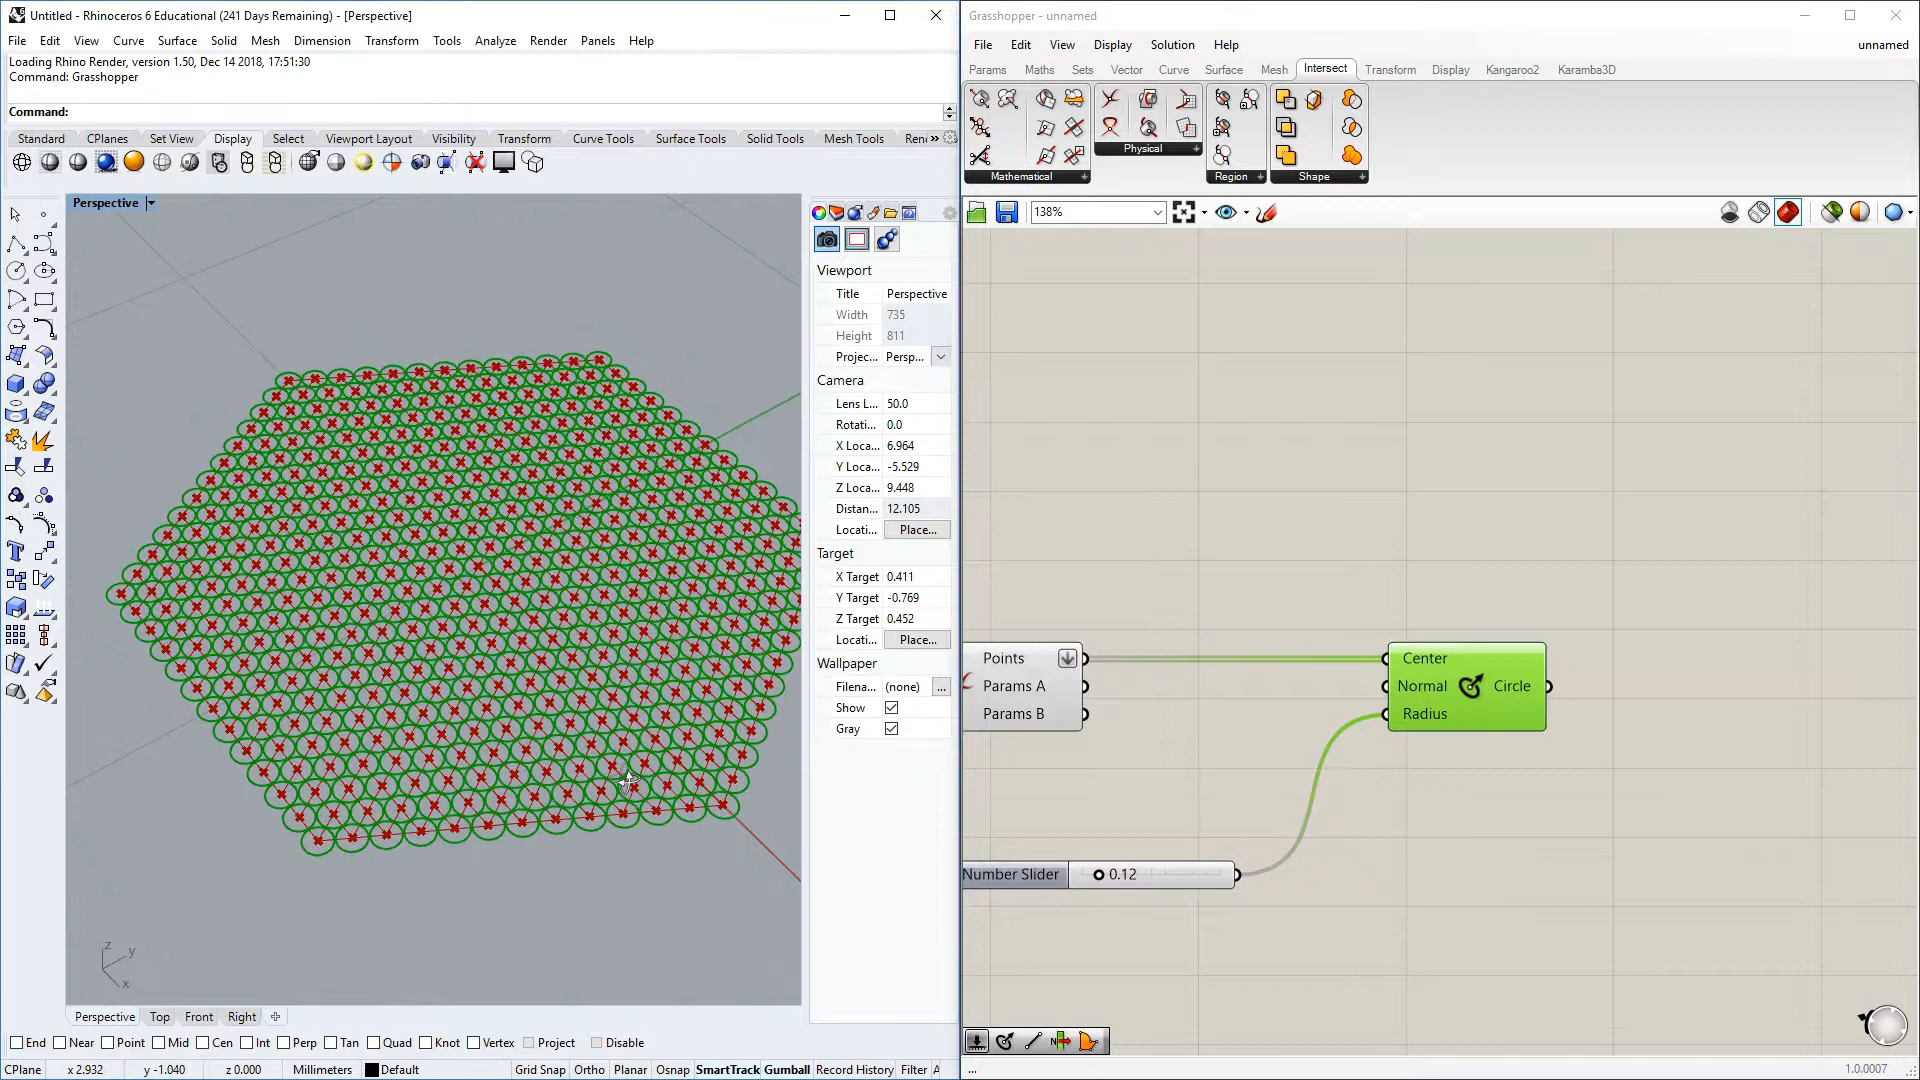 Untitled - Rhinoceros 6 Educational (241 Days Remaining) - [Perspective]
File Edit View Curve Surface Solid Mesh Dimension Transform Tools Analyze Render Panels Help
Loading Rhino Render, version 1.50, Dec 14 2018, 17:51:30
Command: Grasshopper
Command:
Standard CPlanes Set View Display Select Viewport Layout Visibility Transform Curve Tools Surface Tools Solid Tools Mesh Tools Ren »
Perspective
Viewport
Title Perspective
Width 735
Height 811
Projec... Persp...
Camera
Lens L... 50.0
Rotati... 0.0
X Loca... 6.964
Y Loca... -5.529
Z Loca... 9.448
Distan... 12.105
Locati... Place...
Target
X Target 0.411
Y Target -0.769
Z Target 0.452
Locati... Place...
Wallpaper
Filena... (none) ...
Show
Gray
z
y
x
Perspective Top Front Right
End Near Point Mid Cen Int Perp Tan Quad Knot Vertex Project Disable
CPlane x 2.932 y -1.040 z 0.000 Millimeters Default Grid Snap Ortho Planar Osnap SmartTrack Gumball Record History Filter A
Grasshopper - unnamed
File Edit View Display Solution Help unnamed
Params Maths Sets Vector Curve Surface Mesh Intersect Transform Display Kangaroo2 Karamba3D
Mathematical Physical Region Shape
138%
Points
Params A
Params B
Center
Normal Circle
Radius
Number Slider 0.12
... 1.0.0007